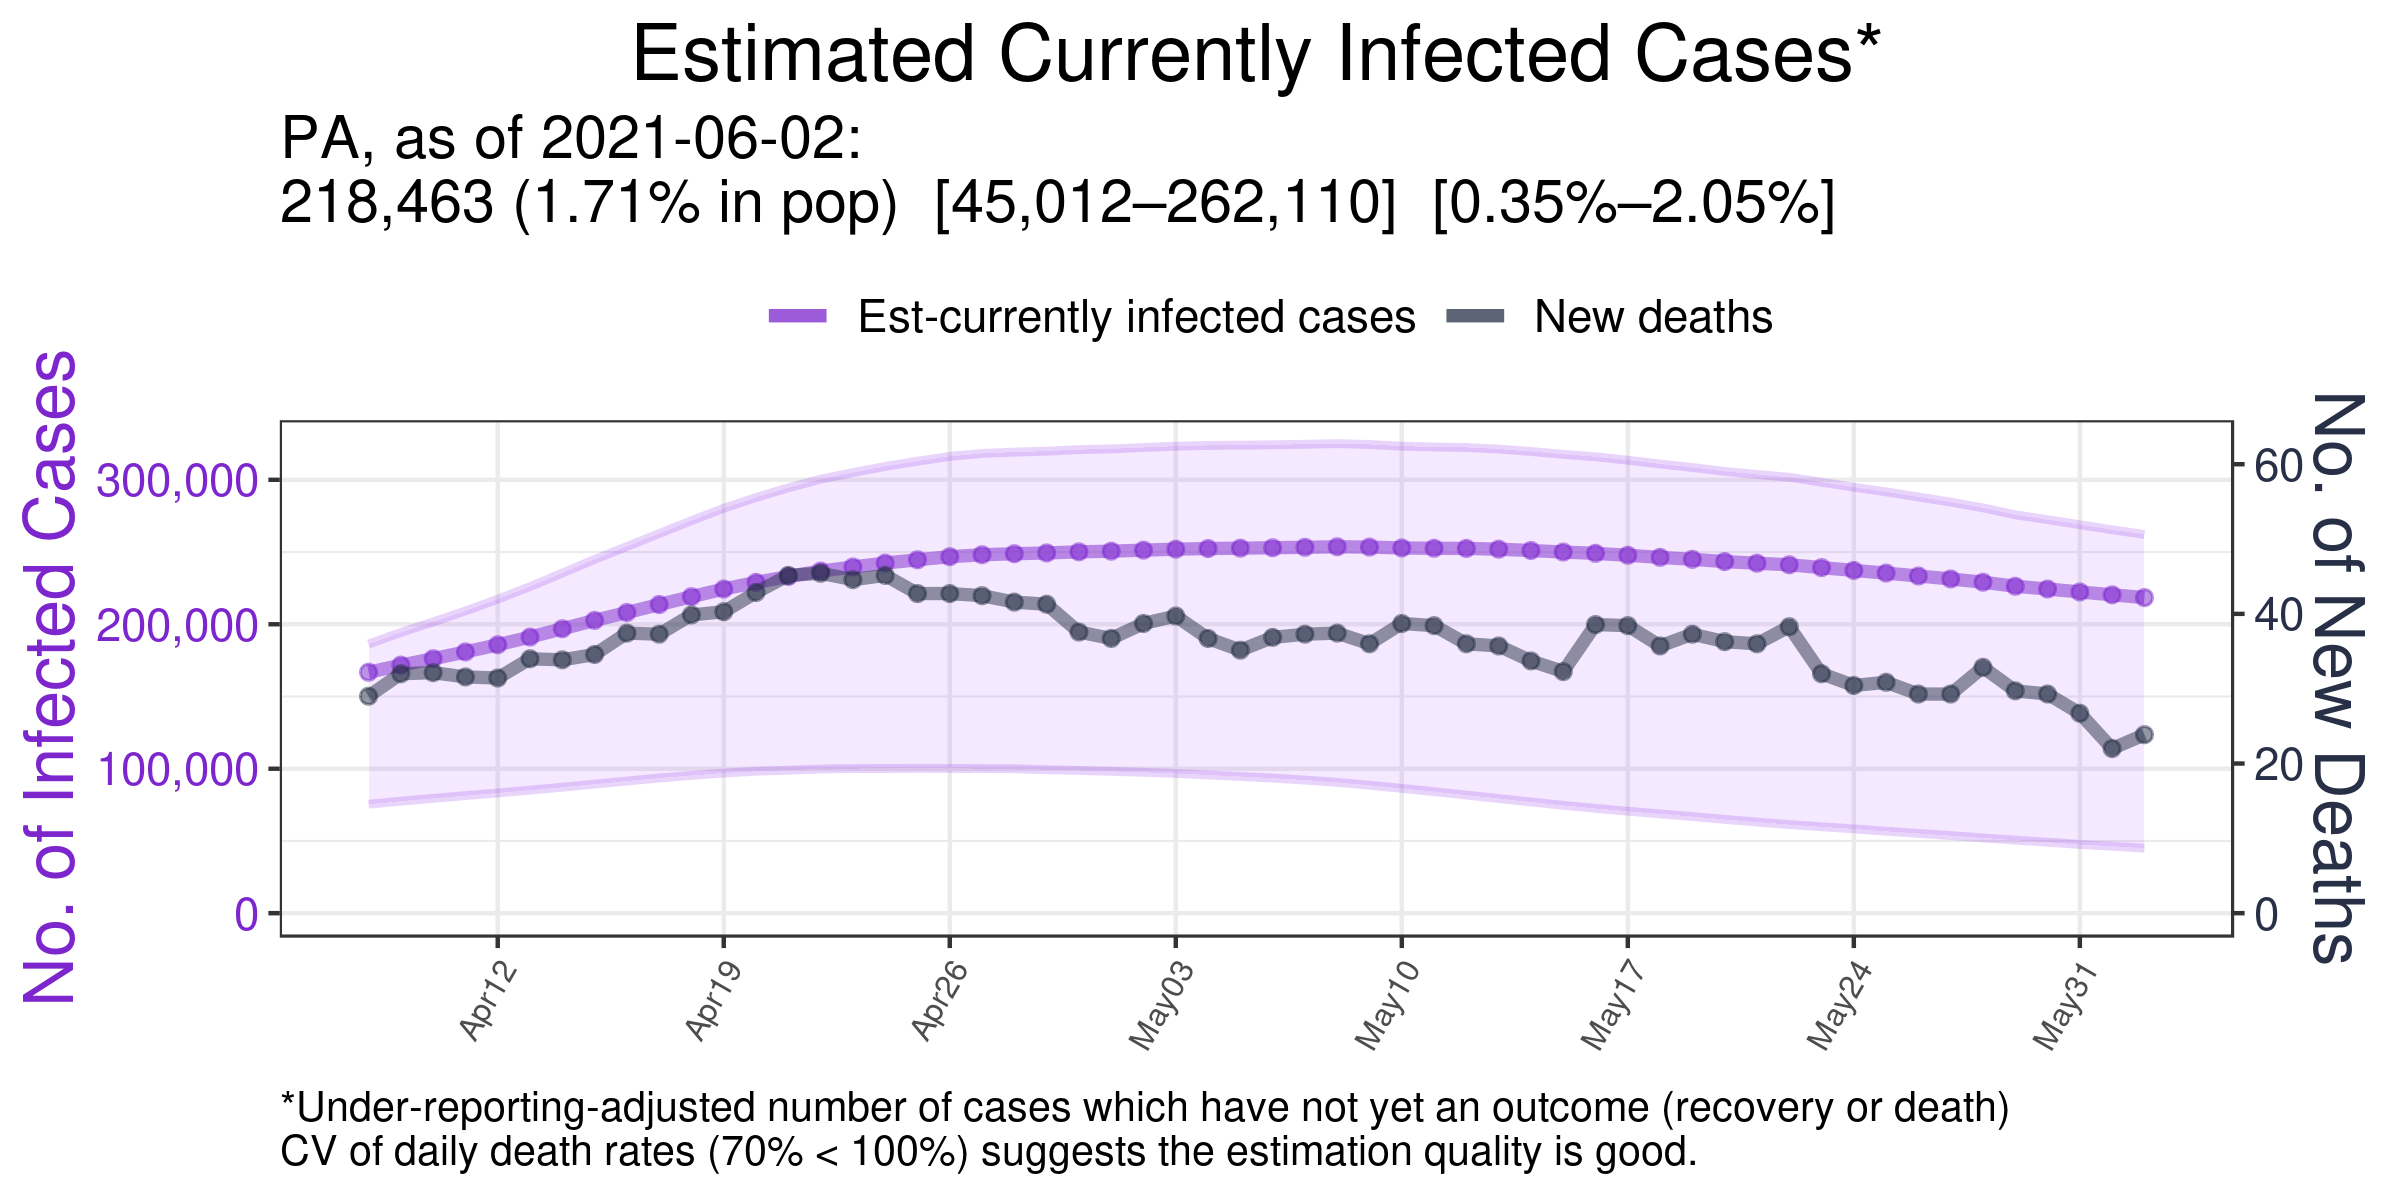 Estimated Currently Infected Cases*
PA, as of 2021-06-02:
218,463 (1.71% in pop)  [45,012–262,110]  [0.35%–2.05%]
Est-currently infected cases
New deaths
No. of Infected Cases
300,000
200,000
100,000
0
60
40
20
0
No. of New Deaths
Apr12
Apr19
Apr26
May03
May10
May17
May24
May31
*Under-reporting-adjusted number of cases which have not yet an outcome (recovery or death)
CV of daily death rates (70% < 100%) suggests the estimation quality is good.